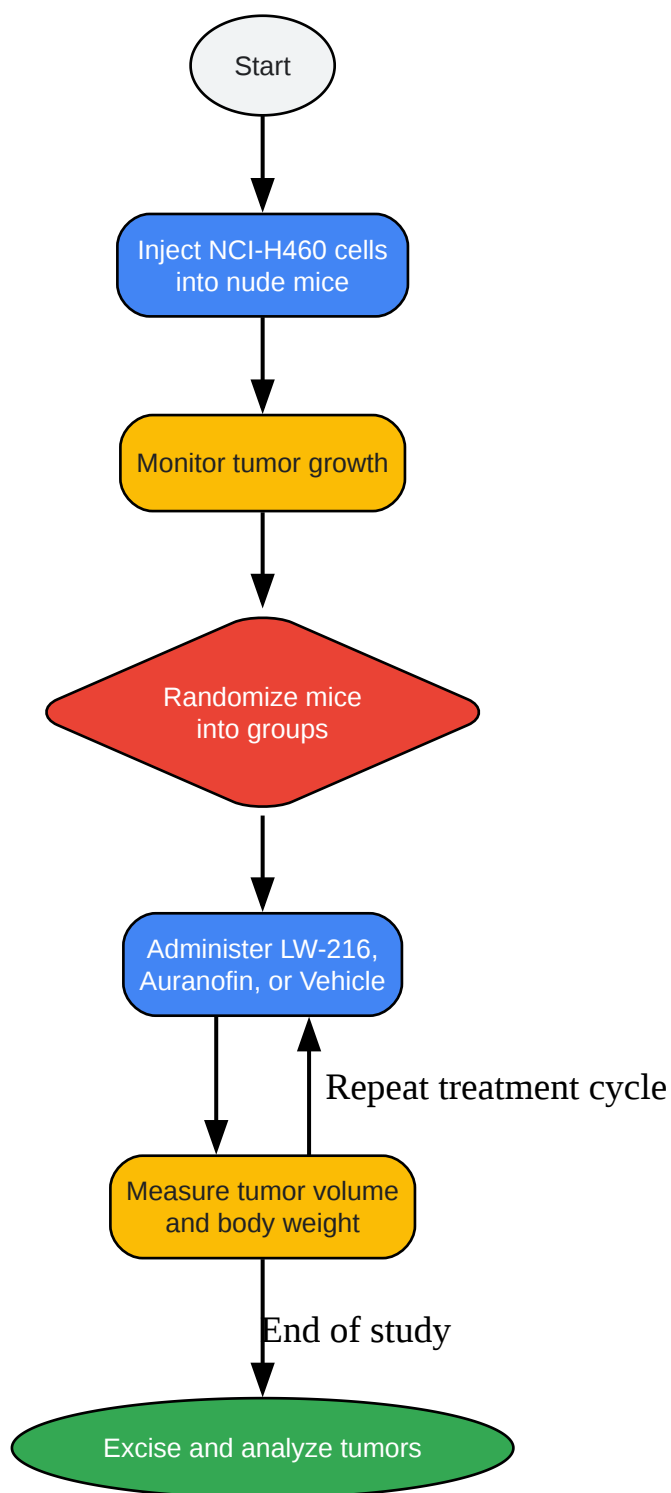 Start
Inject NCI-H460 cells
into nude mice
Monitor tumor growth
Randomize mice
into groups
Administer LW-216,
Auranofin, or Vehicle
Repeat treatment cycle
Measure tumor volume
and body weight
End of study
Excise and analyze tumors